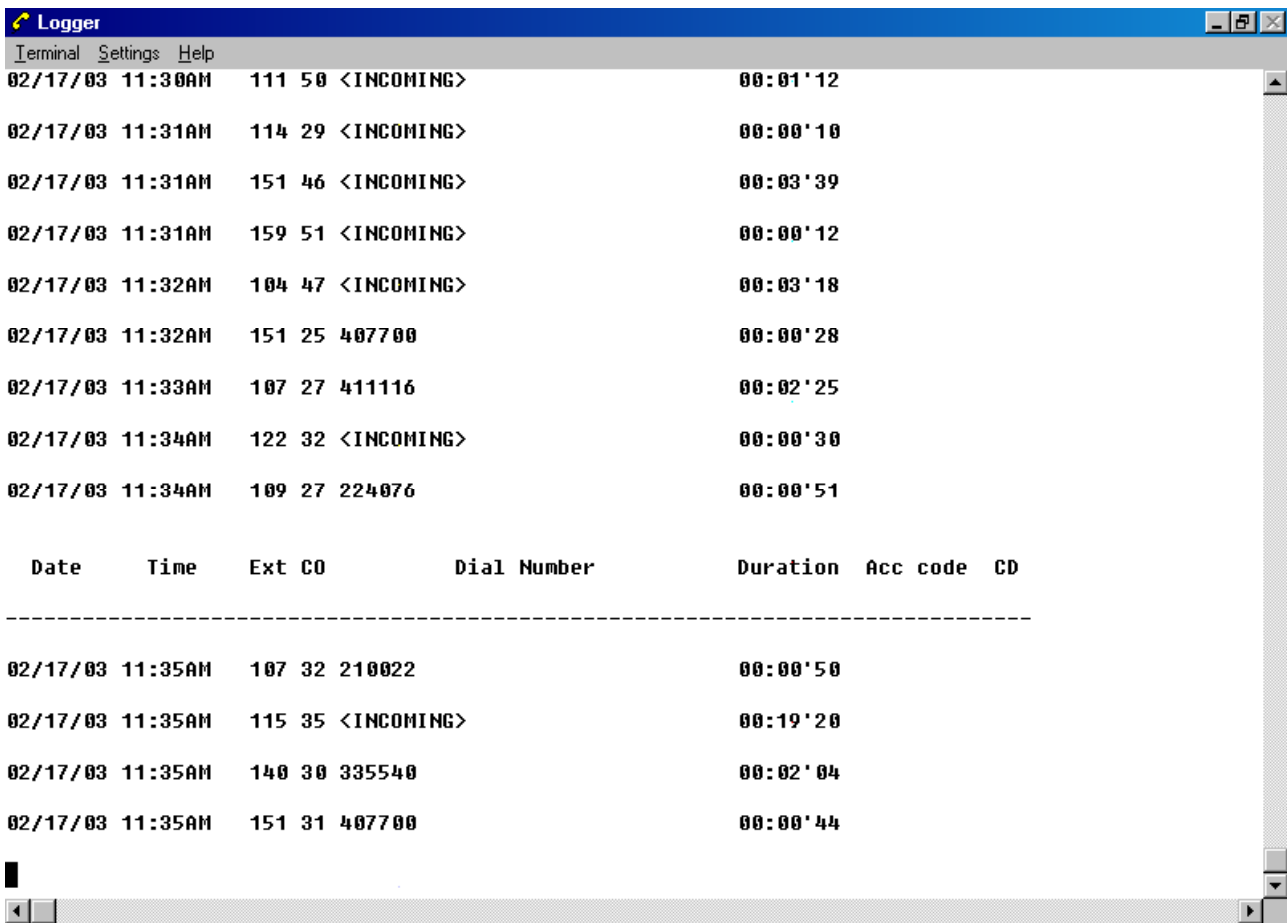 Logger
Terminal Settings Help
02/17/03 11:30AM 111 50 <INCOMING> 00:01'12
02/17/03 11:31AM 114 29 <INCOMING> 00:00'10
02/17/03 11:31AM 151 46 <INCOMING> 00:03'39
02/17/03 11:31AM 159 51 <INCOMING> 00:00'12
02/17/03 11:32AM 104 47 <INCOMING> 00:03'18
02/17/03 11:32AM 151 25 407700 00:00'28
02/17/03 11:33AM 107 27 411116 00:02'25
02/17/03 11:34AM 122 32 <INCOMING> 00:00'30
02/17/03 11:34AM 109 27 224076 00:00'51
Date Time Ext CO Dial Number Duration Acc code CD
--------------------------------------------------------------------------------
02/17/03 11:35AM 107 32 210022 00:00'50
02/17/03 11:35AM 115 35 <INCOMING> 00:19'20
02/17/03 11:35AM 140 30 335540 00:02'04
02/17/03 11:35AM 151 31 407700 00:00'44